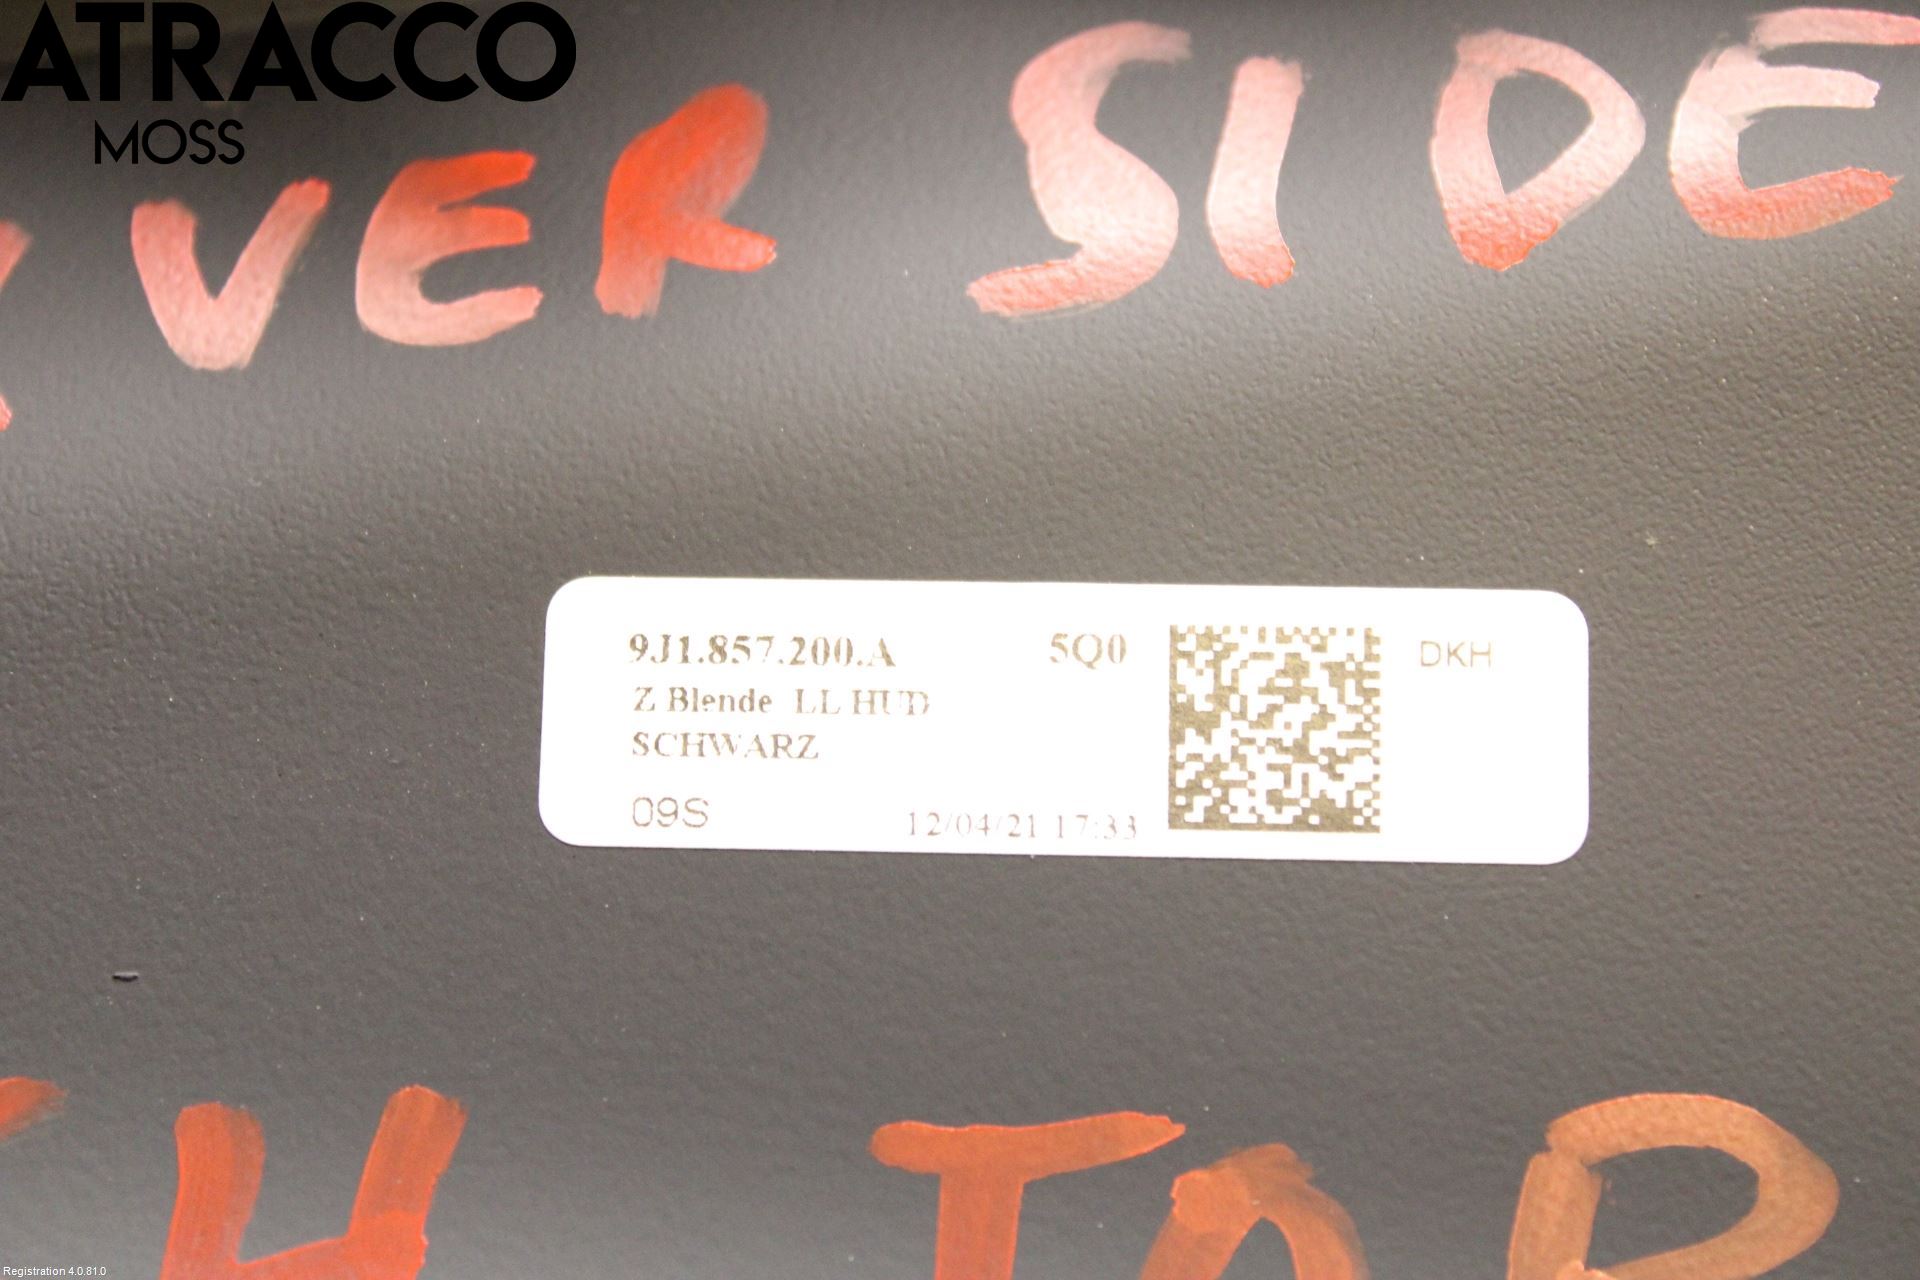 ATRACCO
MOSS
VER SIDE
9J1.857.200.A 5Q0 DKH
Z Blende LL HUD
SCHWARZ
09S 12/04/21 17:33
H TAP
Registration 4.0.81.0